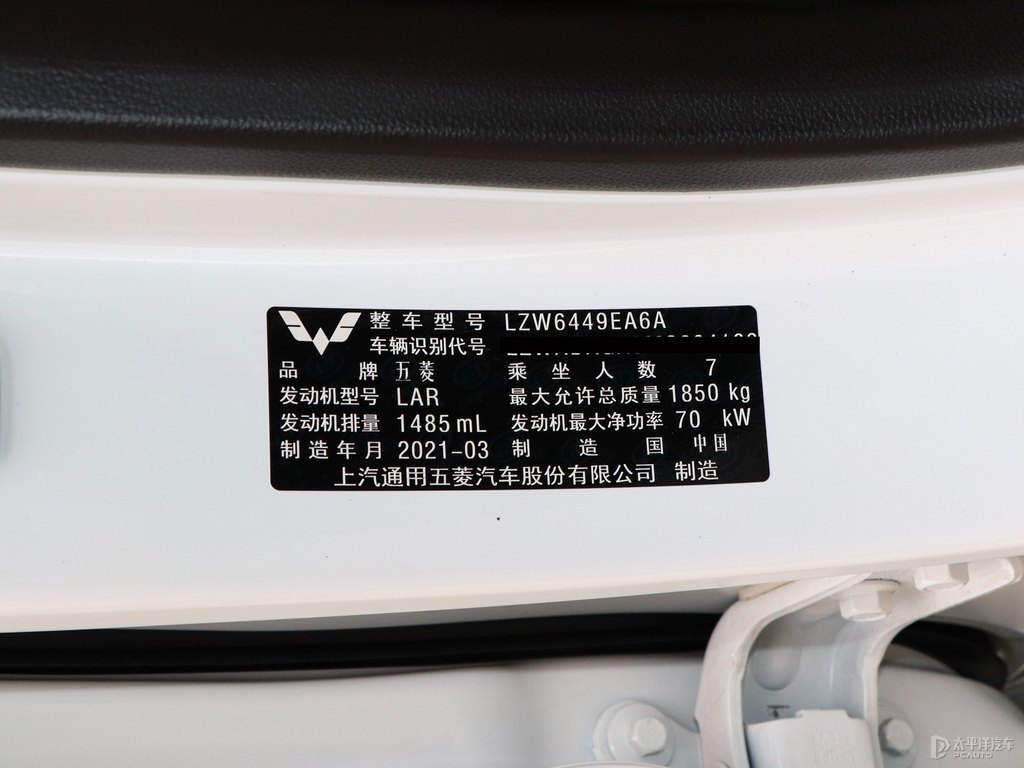 整车型号 LZW6449EA6A
车辆识别代号
品牌 五菱 乘坐人数 7
发动机型号 LAR 最大允许总质量 1850 kg
发动机排量 1485 mL 发动机最大净功率 70 kW
制造年月 2021-03 制造国 中国
上汽通用五菱汽车股份有限公司 制造
太平洋汽车
PCAUTO